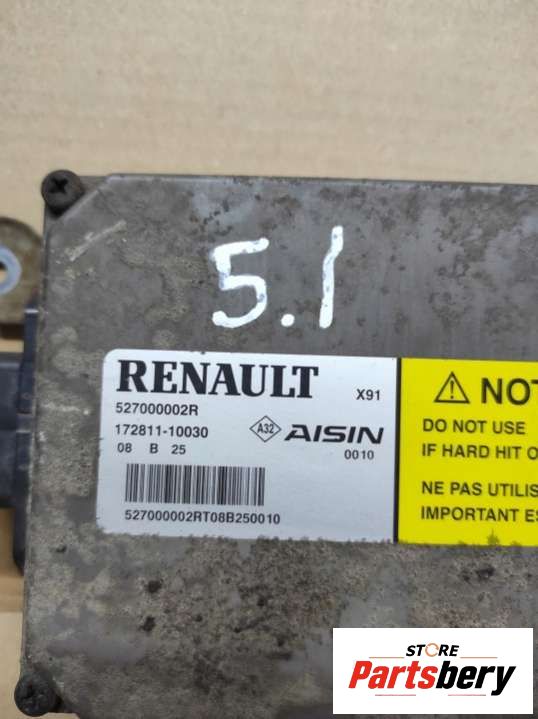 5.1
RENAULT X91
527000002R
172811-10030 A32 AISIN
08 B 25 0010
527000002RT08B250010
⚠ NOT
DO NOT USE
IF HARD HIT O
NE PAS UTILIS
IMPORTANT ES
STORE
Partsbery